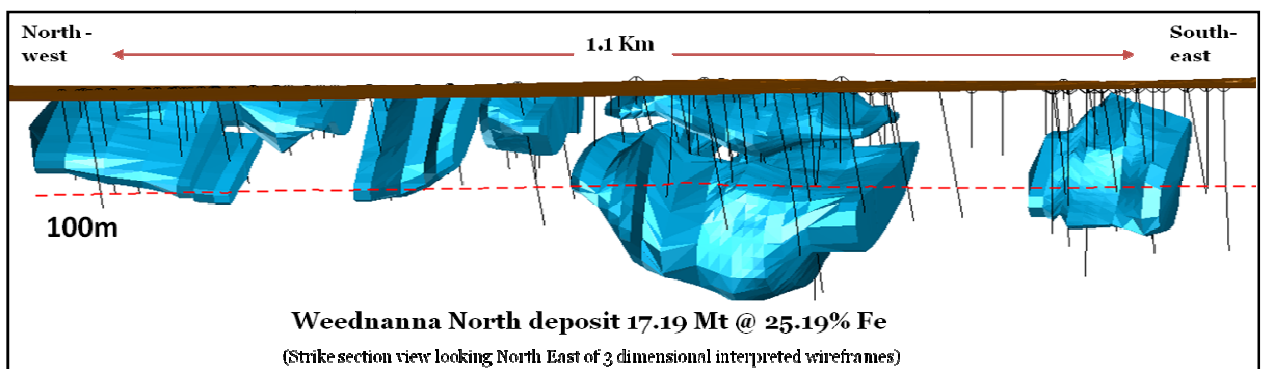 North -
west
1.1 Km
South-
east
100m
Weednanna North deposit 17.19 Mt @ 25.19% Fe
(Strike section view looking North East of 3 dimensional interpreted wireframes)